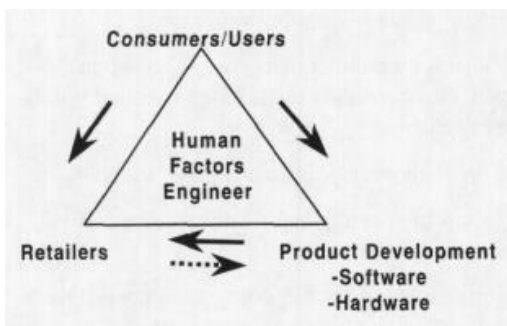 Consumers/Users
Human
Factors
Engineer
Retailers
Product Development
-Software
-Hardware